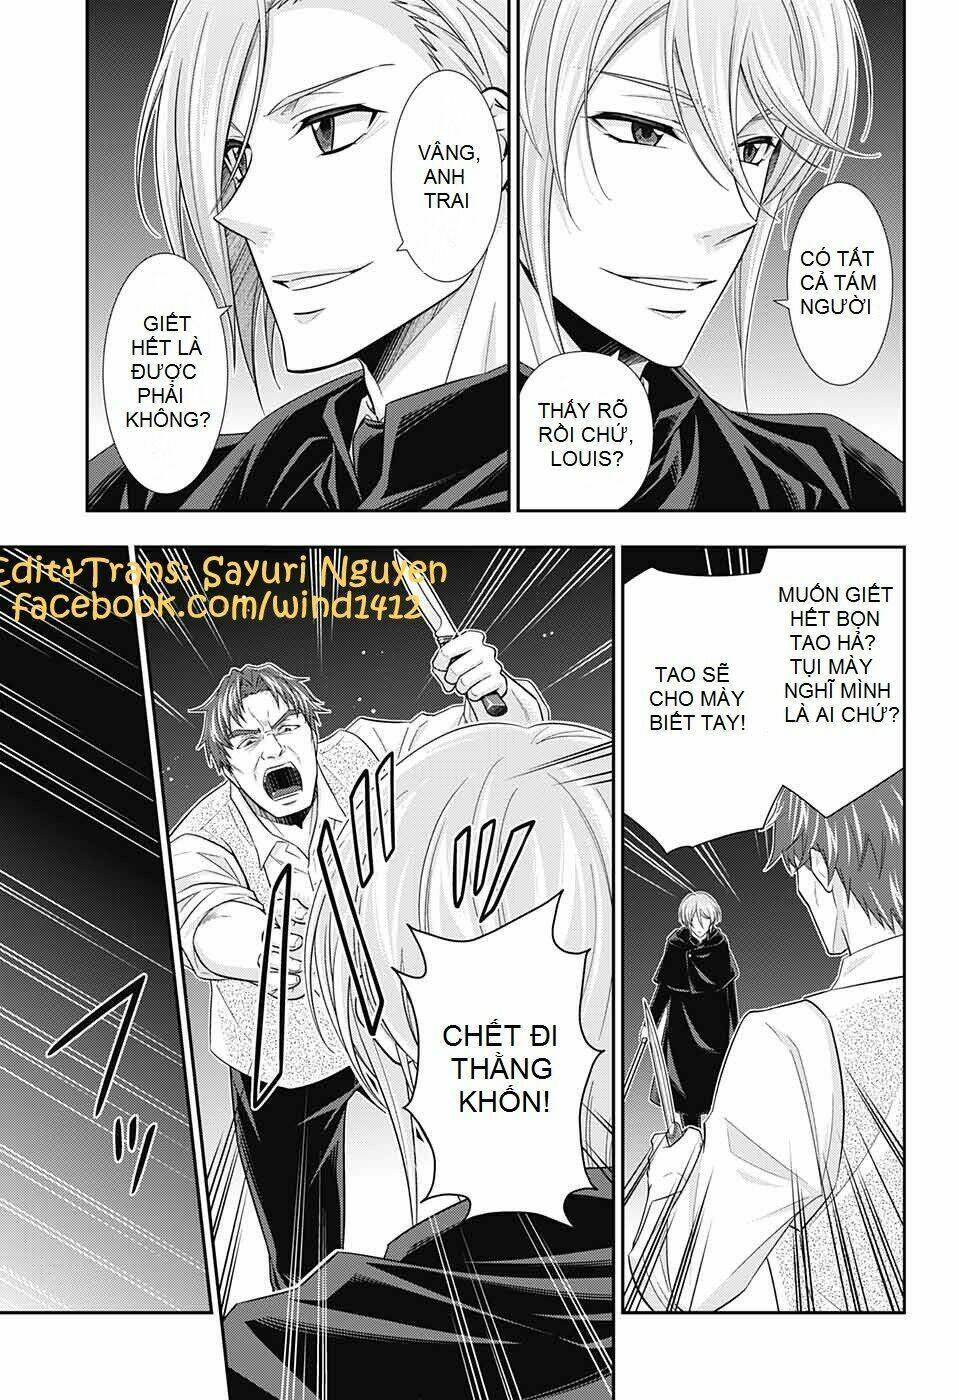 CÓ TẤT
CẢ TÁM
NGƯỜI
THẤY RÕ
RỒI CHỨ,
LOUIS?
VÂNG,
ANH
TRAI
GIẾT
HẾT LÀ
ĐƯỢC
PHẢI
KHÔNG?
MUỐN GIẾT
HẾT BỌN
TAO HẢ?
TỤI MÀY
NGHĨ MÌNH
LÀ AI CHỨ?
TAO SẼ
CHO MÀY
BIẾT TAY!
Edit+Trans: Sayuri Nguyen
facebook.com/wind1412
CHẾT ĐI
THẰNG
KHỐN!